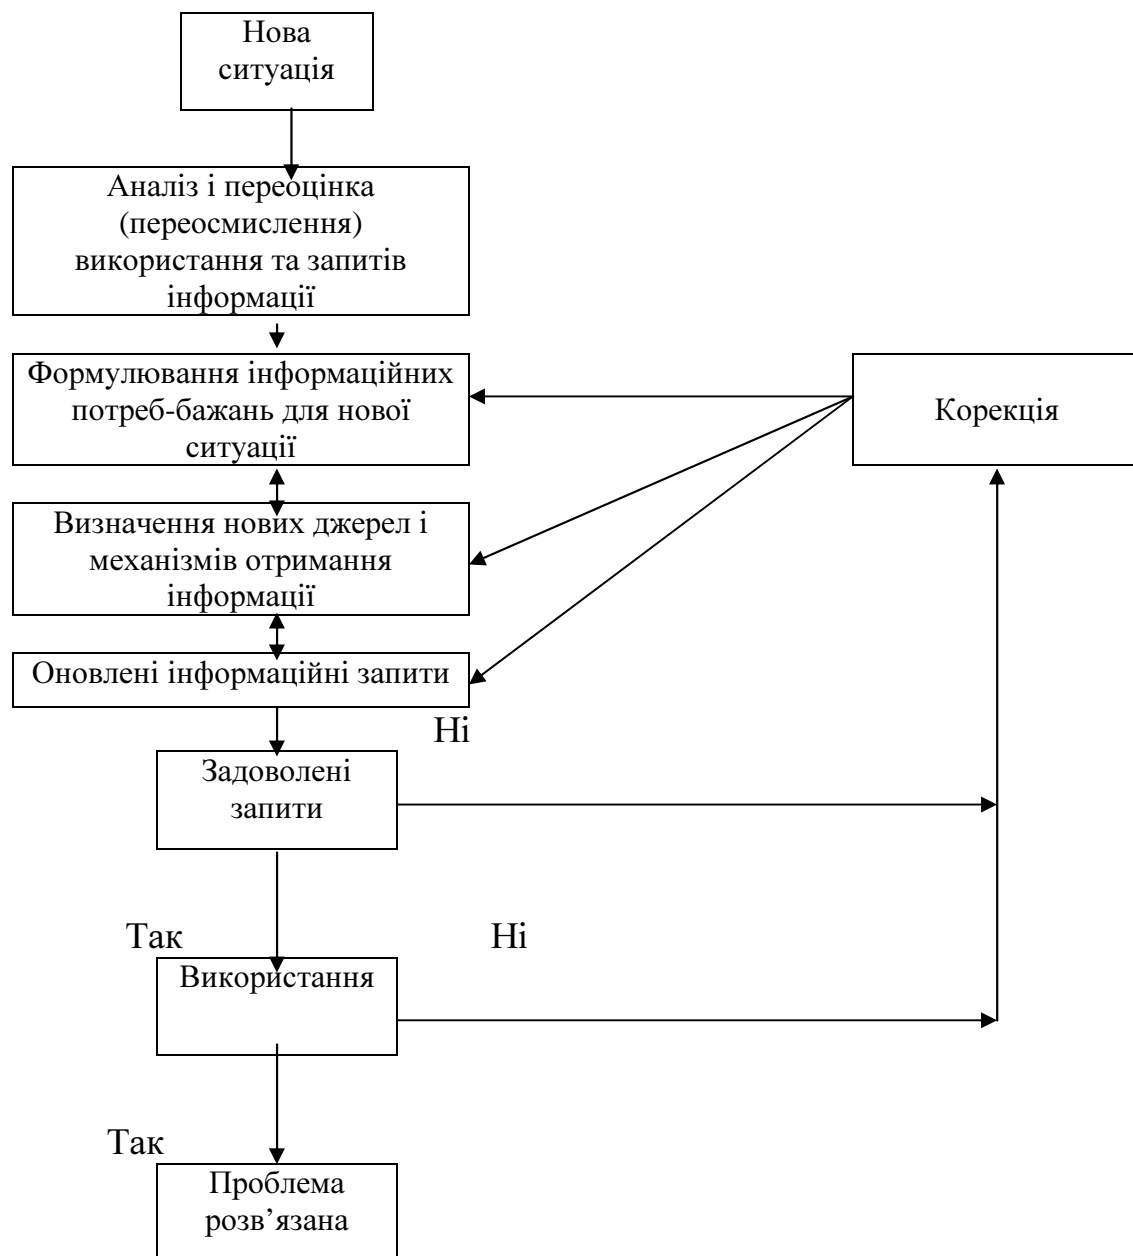 Нова
ситуація
Аналіз і переоцінка
(переосмислення)
використання та запитів
інформації
Формулювання інформаційних
потреб-бажань для нової
ситуації
Корекція
Визначення нових джерел і
механізмів отримання
інформації
Оновлені інформаційні запити
Ні
Задоволені
запити
Так
Ні
Використання
Так
Проблема
розв’язана